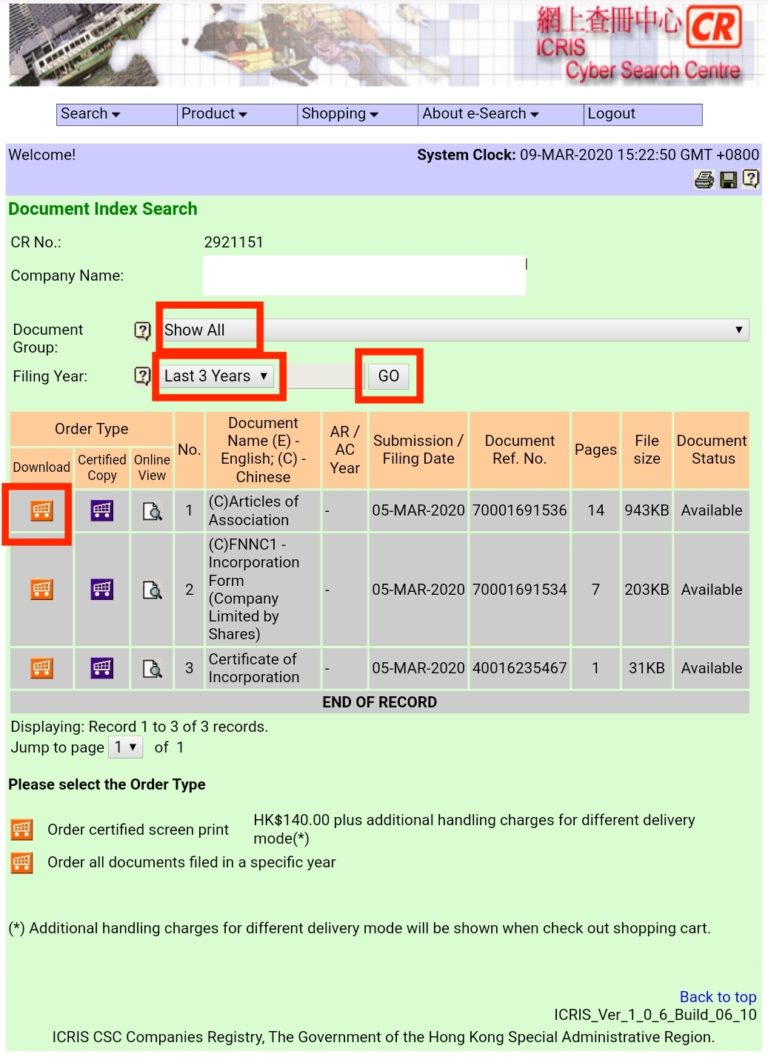 網上查冊中心 CR
ICRIS
Cyber Search Centre
Search Product Shopping About e-Search Logout
Welcome! System Clock: 09-MAR-2020 15:22:50 GMT +0800
Document Index Search
CR No.: 2921151
Company Name:
Document Group: Show All
Filing Year: Last 3 Years GO
Order Type No. Document Name (E) - English; (C) - Chinese AR / AC Year Submission / Filing Date Document Ref. No. Pages File size Document Status
Download Certified Copy Online View
1 (C)Articles of Association - 05-MAR-2020 70001691536 14 943KB Available
2 (C)FNNC1 - Incorporation Form (Company Limited by Shares) - 05-MAR-2020 70001691534 7 203KB Available
3 Certificate of Incorporation - 05-MAR-2020 40016235467 1 31KB Available
END OF RECORD
Displaying: Record 1 to 3 of 3 records.
Jump to page 1 of 1
Please select the Order Type
Order certified screen print HK$140.00 plus additional handling charges for different delivery mode(*)
Order all documents filed in a specific year
(*) Additional handling charges for different delivery mode will be shown when check out shopping cart.
Back to top
ICRIS_Ver_1_0_6_Build_06_10
ICRIS CSC Companies Registry, The Government of the Hong Kong Special Administrative Region.